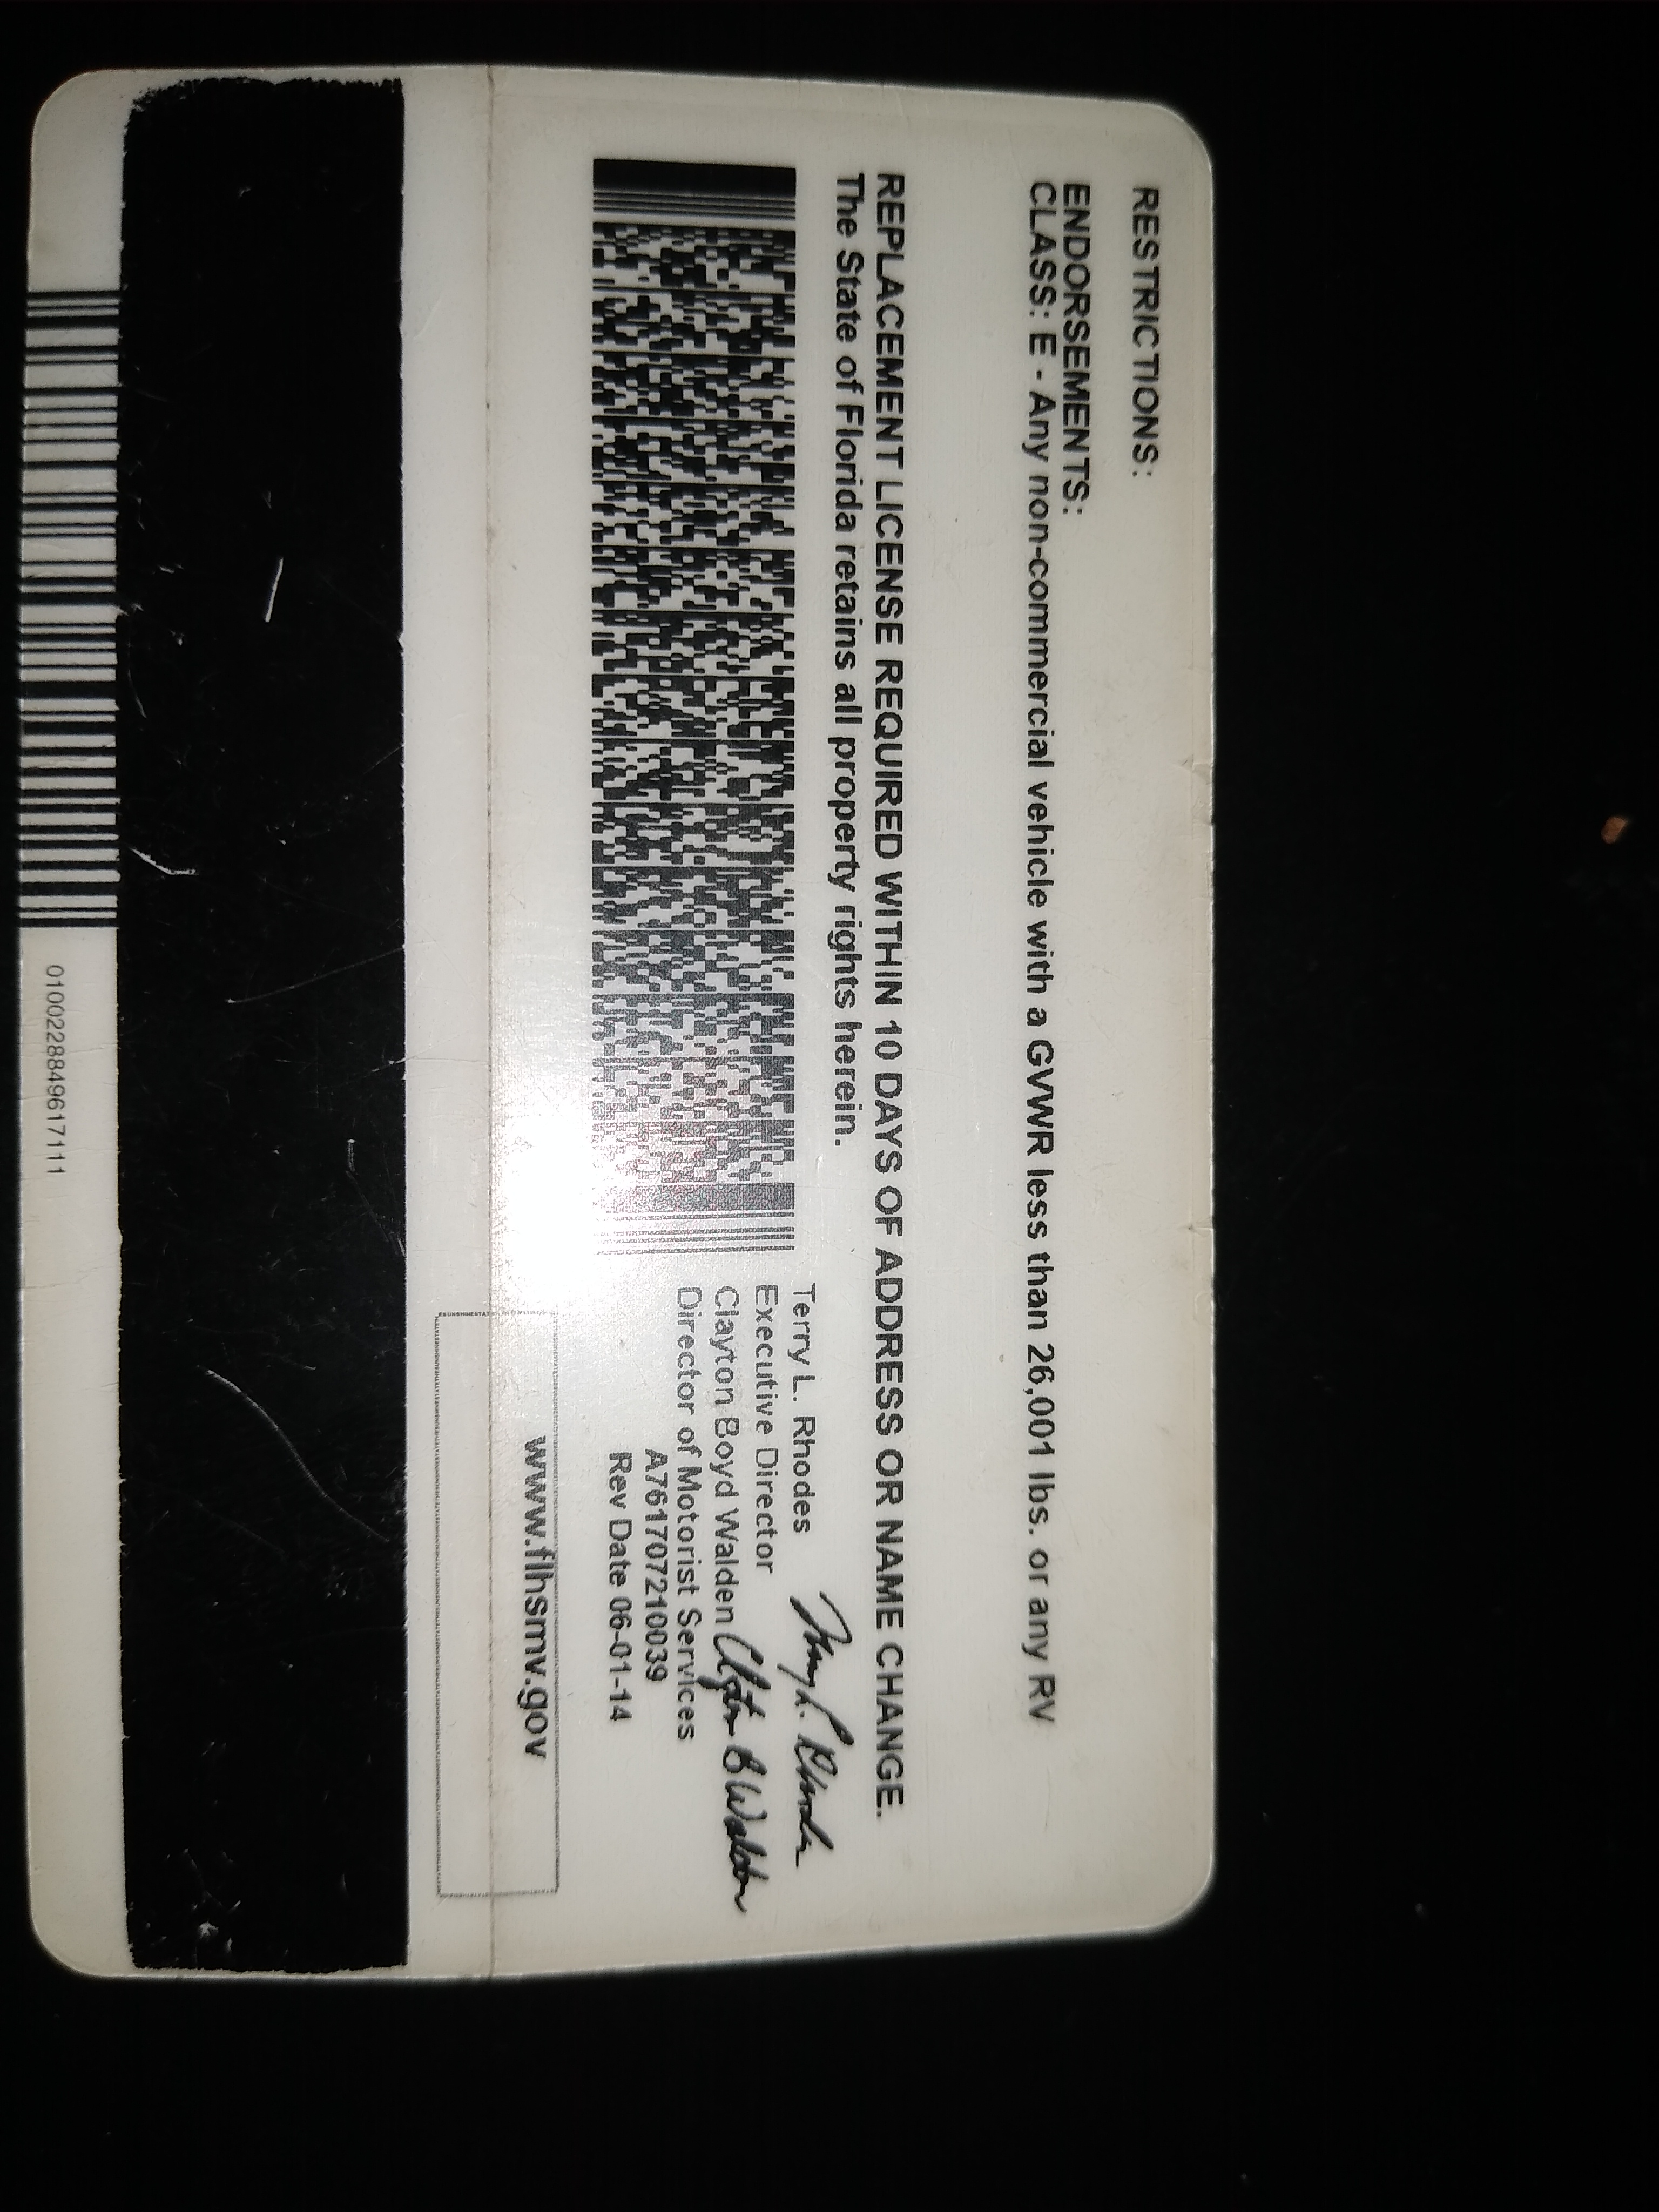 RESTRICTIONS:
ENDORSEMENTS:
CLASS: E - Any non-commercial vehicle with a GVWR less than 26,001 lbs. or any RV
REPLACEMENT LICENSE REQUIRED WITHIN 10 DAYS OF ADDRESS OR NAME CHANGE.
The State of Florida retains all property rights herein.
Terry L. Rhodes
Executive Director
Clayton Boyd Walden
Director of Motorist Services
A761707210039
Rev Date 06-01-14
www.flhsmv.gov
0100228849617111